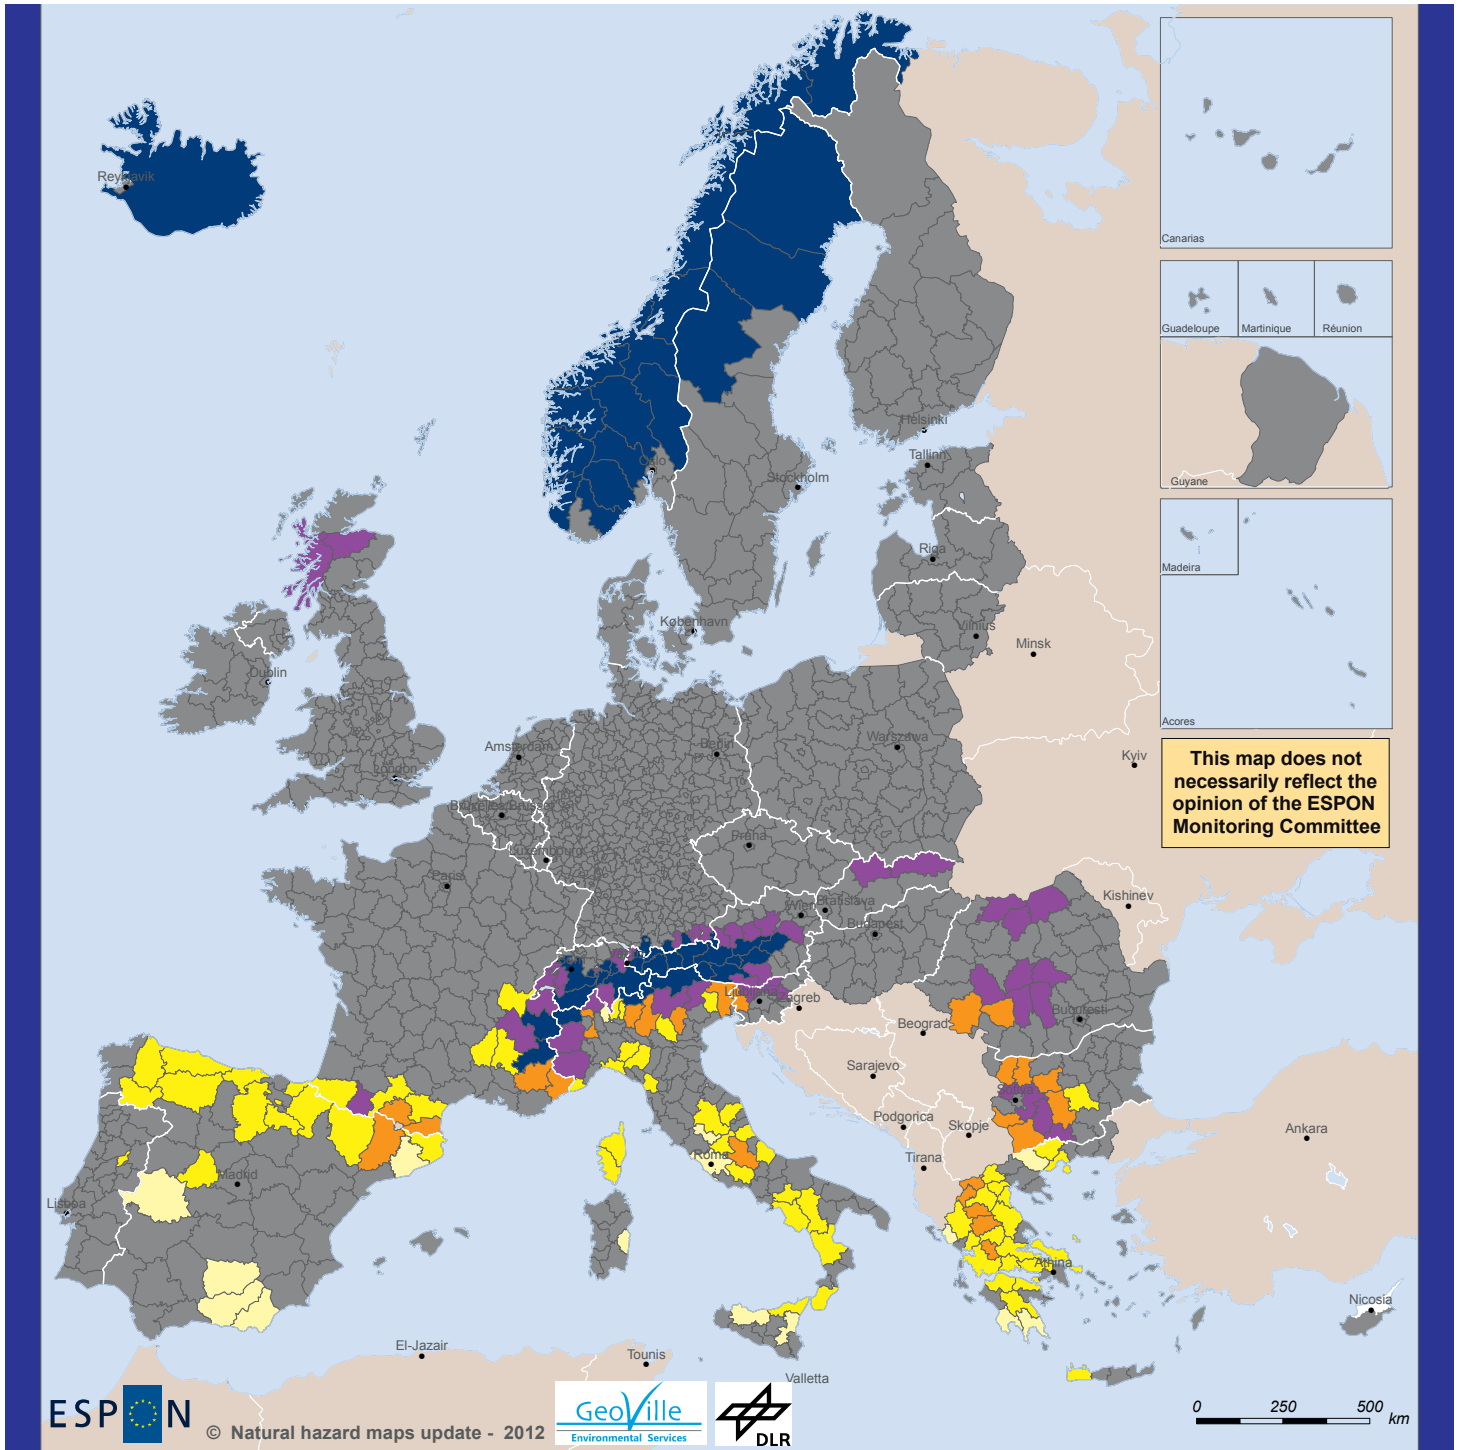 Reykjavik
Canarias
Guadeloupe
Martinique
Réunion
Guyane
Madeira
Acores
Helsinki
Tallinn
Oslo
Stockholm
Riga
København
Vilnius
Minsk
Dublin
Amsterdam
Berlin
Warszawa
Kyiv
London
This map does not
necessarily reflect the
opinion of the ESPON
Monitoring Committee
Praha
Luxembourg
Paris
Kishinev
Wien
Bratislava
Budapest
Ljubljana
Zagreb
Bucuresti
Beograd
Sarajevo
Sofia
Podgorica
Skopje
Ankara
Tirana
Roma
Madrid
Lisboa
Athina
Nicosia
El-Jazair
Tounis
Valletta
ESPON
© Natural hazard maps update - 2012
GeoVille
Environmental Services
DLR
0 250 500
km